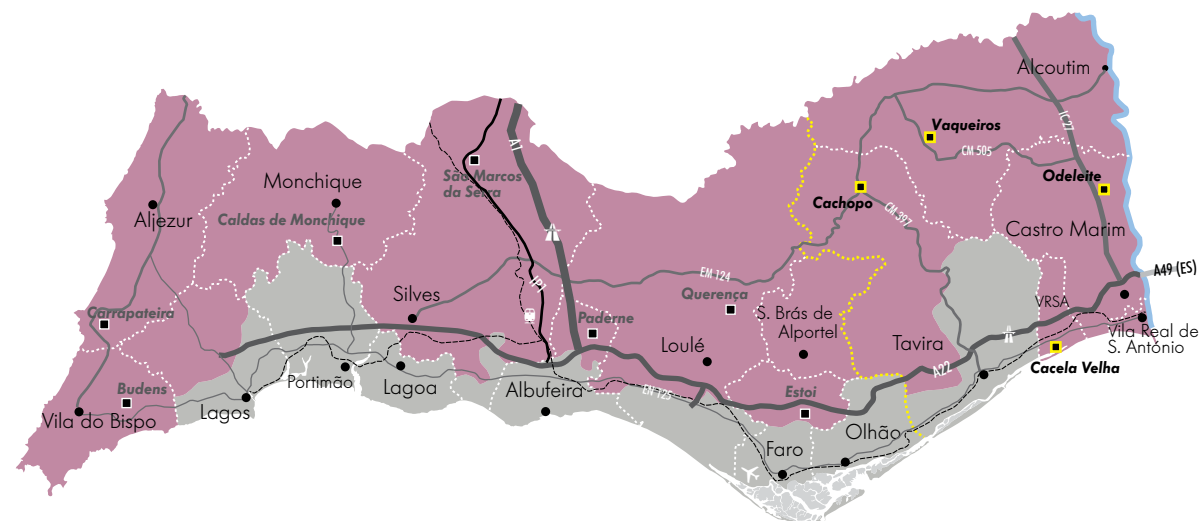 Alcoutim
Vaqueiros
IC27
A1
CM 505
São Marcos
da Serra
Monchique
Odeleite
Cachopo
Aljezur
Caldas de Monchique
CM 397
Castro Marim
A49 (ES)
EM 124
IP1
Silves
Querença
VRSA
Carrapateira
Paderne
S. Brás de
Alportel
Vila Real de
S. António
Loulé
Tavira
Cacela Velha
A22
Portimão
Lagoa
Budens
Albufeira
EN 125
Estoi
Lagos
Vila do Bispo
Olhão
Faro